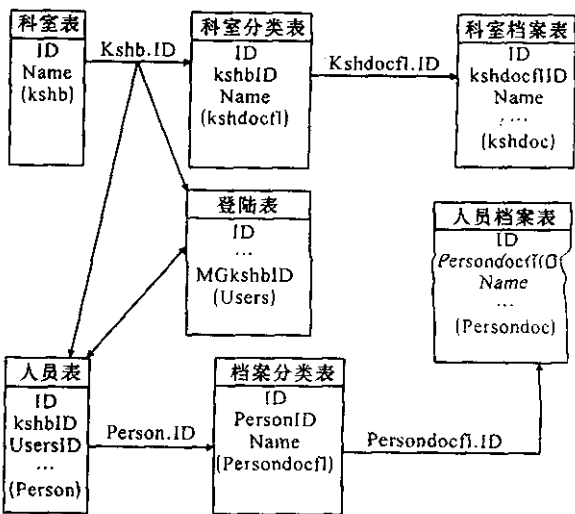 科室表
ID
Name
(kshb)
Kshb.ID
科室分类表
ID
kshbID
Name
(kshdocfl)
Kshdocfl.ID
科室档案表
ID
kshdocflID
Name
...
(kshdoc)
登陆表
ID
...
MGkshbID
(Users)
人员档案表
ID
Name
...
(Persondoc)
人员表
ID
kshbID
UsersID
...
(Person)
Person.ID
档案分类表
ID
PersonID
Name
(Persondocfl)
Persondocfl.ID